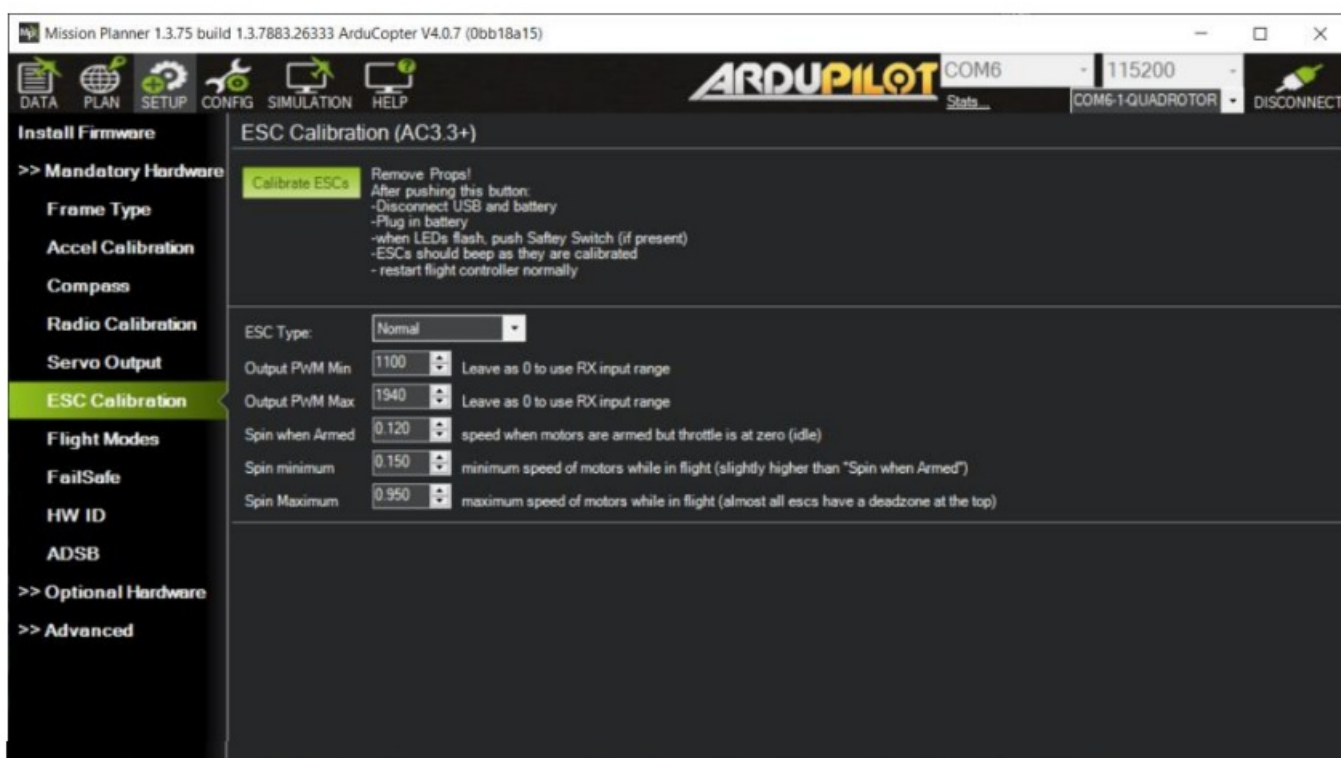 Mission Planner 1.3.75 build 1.3.7883.26333 ArduCopter V4.0.7 (0bb18a15)
DATA PLAN SETUP CONFIG SIMULATION HELP
ARDUPILOT
COM6 115200
Stats... COM6-1-QUADROTOR DISCONNECT
Install Firmware
>> Mandatory Hardware
Frame Type
Accel Calibration
Compass
Radio Calibration
Servo Output
ESC Calibration
Flight Modes
FailSafe
HW ID
ADSB
>> Optional Hardware
>> Advanced
ESC Calibration (AC3.3+)
Calibrate ESCs
Remove Props!
After pushing this button:
-Disconnect USB and battery
-Plug in battery
-when LEDs flash, push Saftey Switch (if present)
-ESCs should beep as they are calibrated
- restart flight controller normally
ESC Type: Normal
Output PWM Min 1100 Leave as 0 to use RX input range
Output PWM Max 1940 Leave as 0 to use RX input range
Spin when Armed 0.120 speed when motors are armed but throttle is at zero (idle)
Spin minimum 0.150 minimum speed of motors while in flight (slightly higher than "Spin when Armed")
Spin Maximum 0.950 maximum speed of motors while in flight (almost all escs have a deadzone at the top)